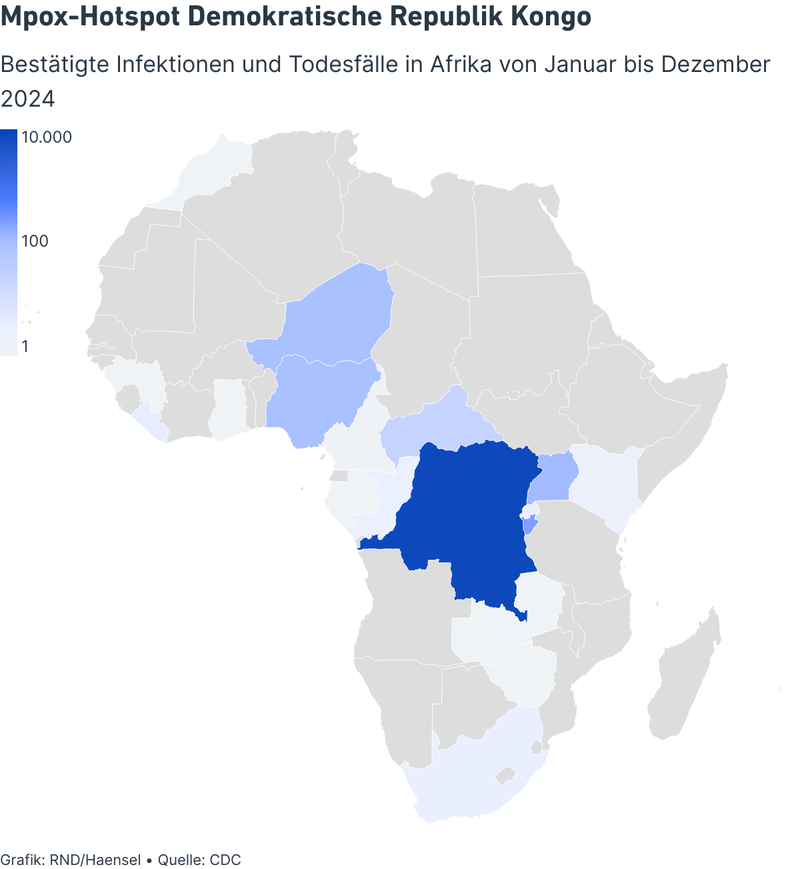 Mpox-Hotspot Demokratische Republik Kongo
Bestätigte Infektionen und Todesfälle in Afrika von Januar bis Dezember
2024
10.000
100
1
Grafik: RND/Haensel • Quelle: CDC